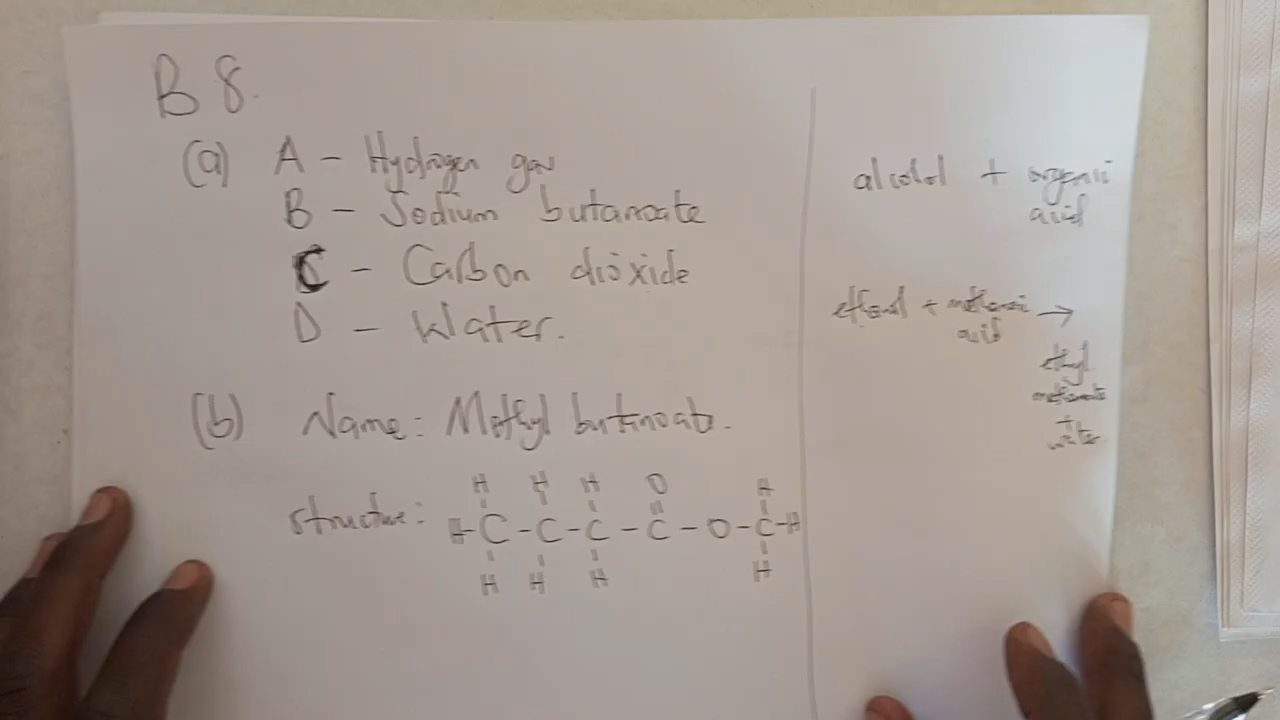 B 8.
(a) A – Hydrogen gas
B – Sodium butanoate
C – Carbon dioxide
D – Water.
(b) Name: Methyl butanoate.
structure:
H H H O H
H-C-C-C-C-O-C-H
H H H H
alcohol + organic
acid
ethanol + methanoic →
acid
ethyl
methanoate
+
water